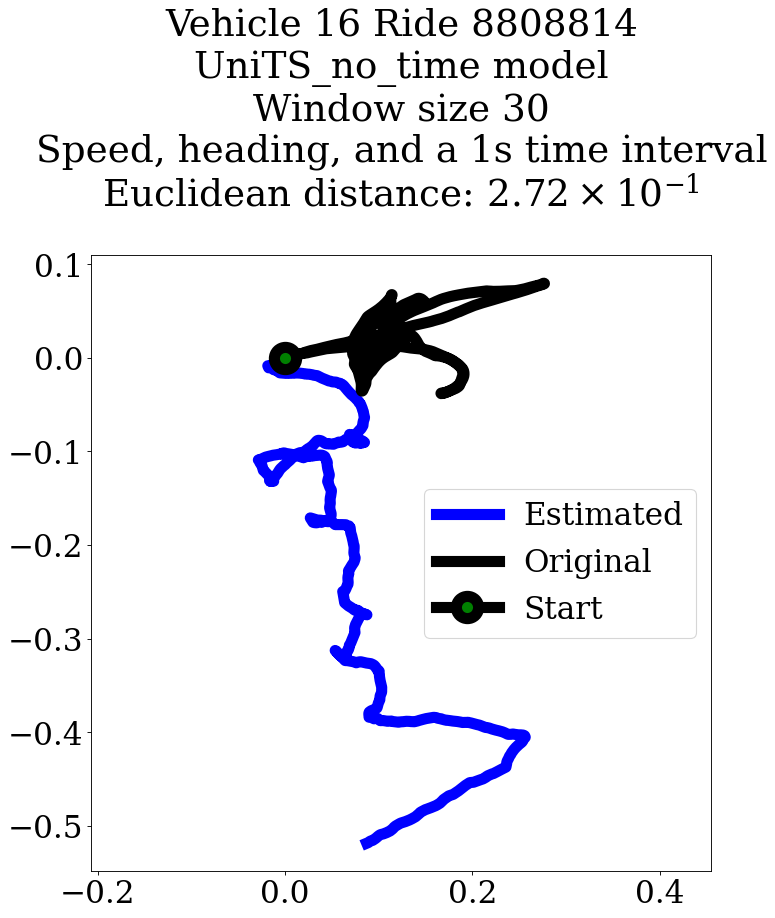 Vehicle 16 Ride 8808814
UniTS_no_time model
Window size 30
Speed, heading, and a 1s time interval
Euclidean distance: 2.72 × 10⁻¹
0.1
0.0
−0.1
−0.2
−0.3
−0.4
−0.5
Estimated
Original
Start
−0.2 0.0 0.2 0.4